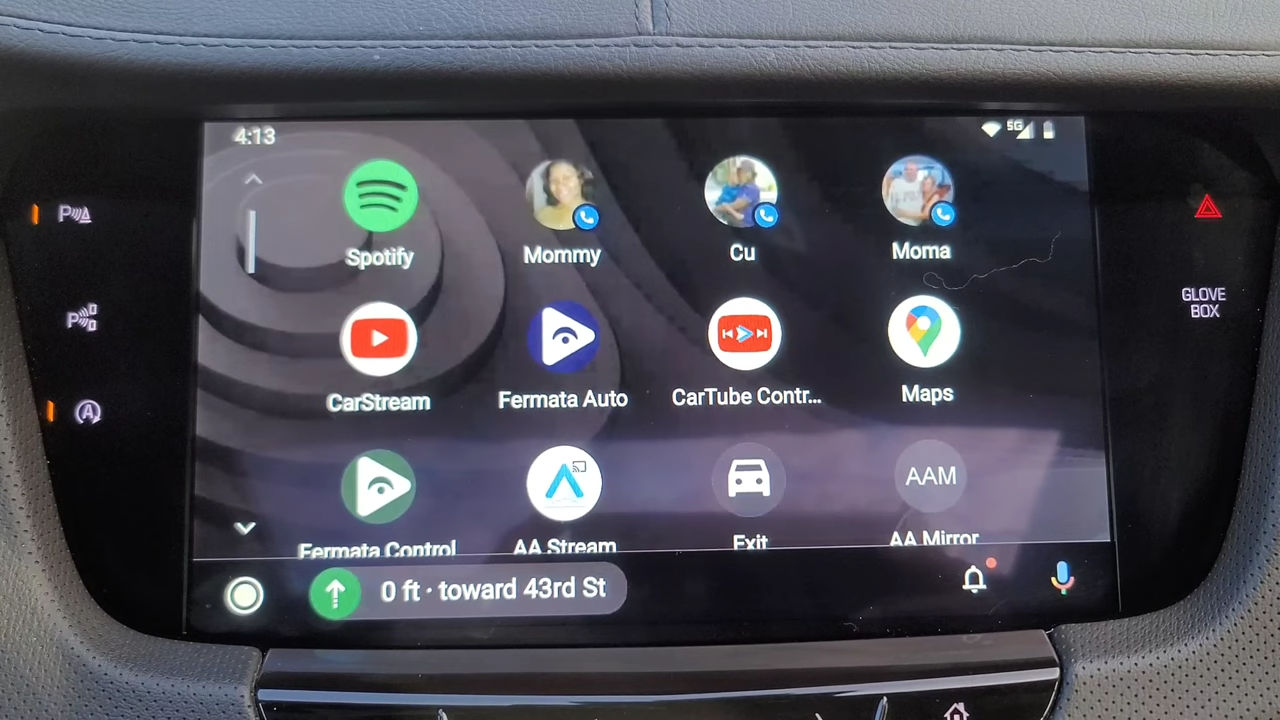 4:13
5G
Spotify
Mommy
Cu
Moma
CarStream
Fermata Auto
CarTube Contr...
Maps
Fermata Control
AA Stream
Exit
AAM
AA Mirror
0 ft · toward 43rd St
P
P
A
GLOVE
BOX